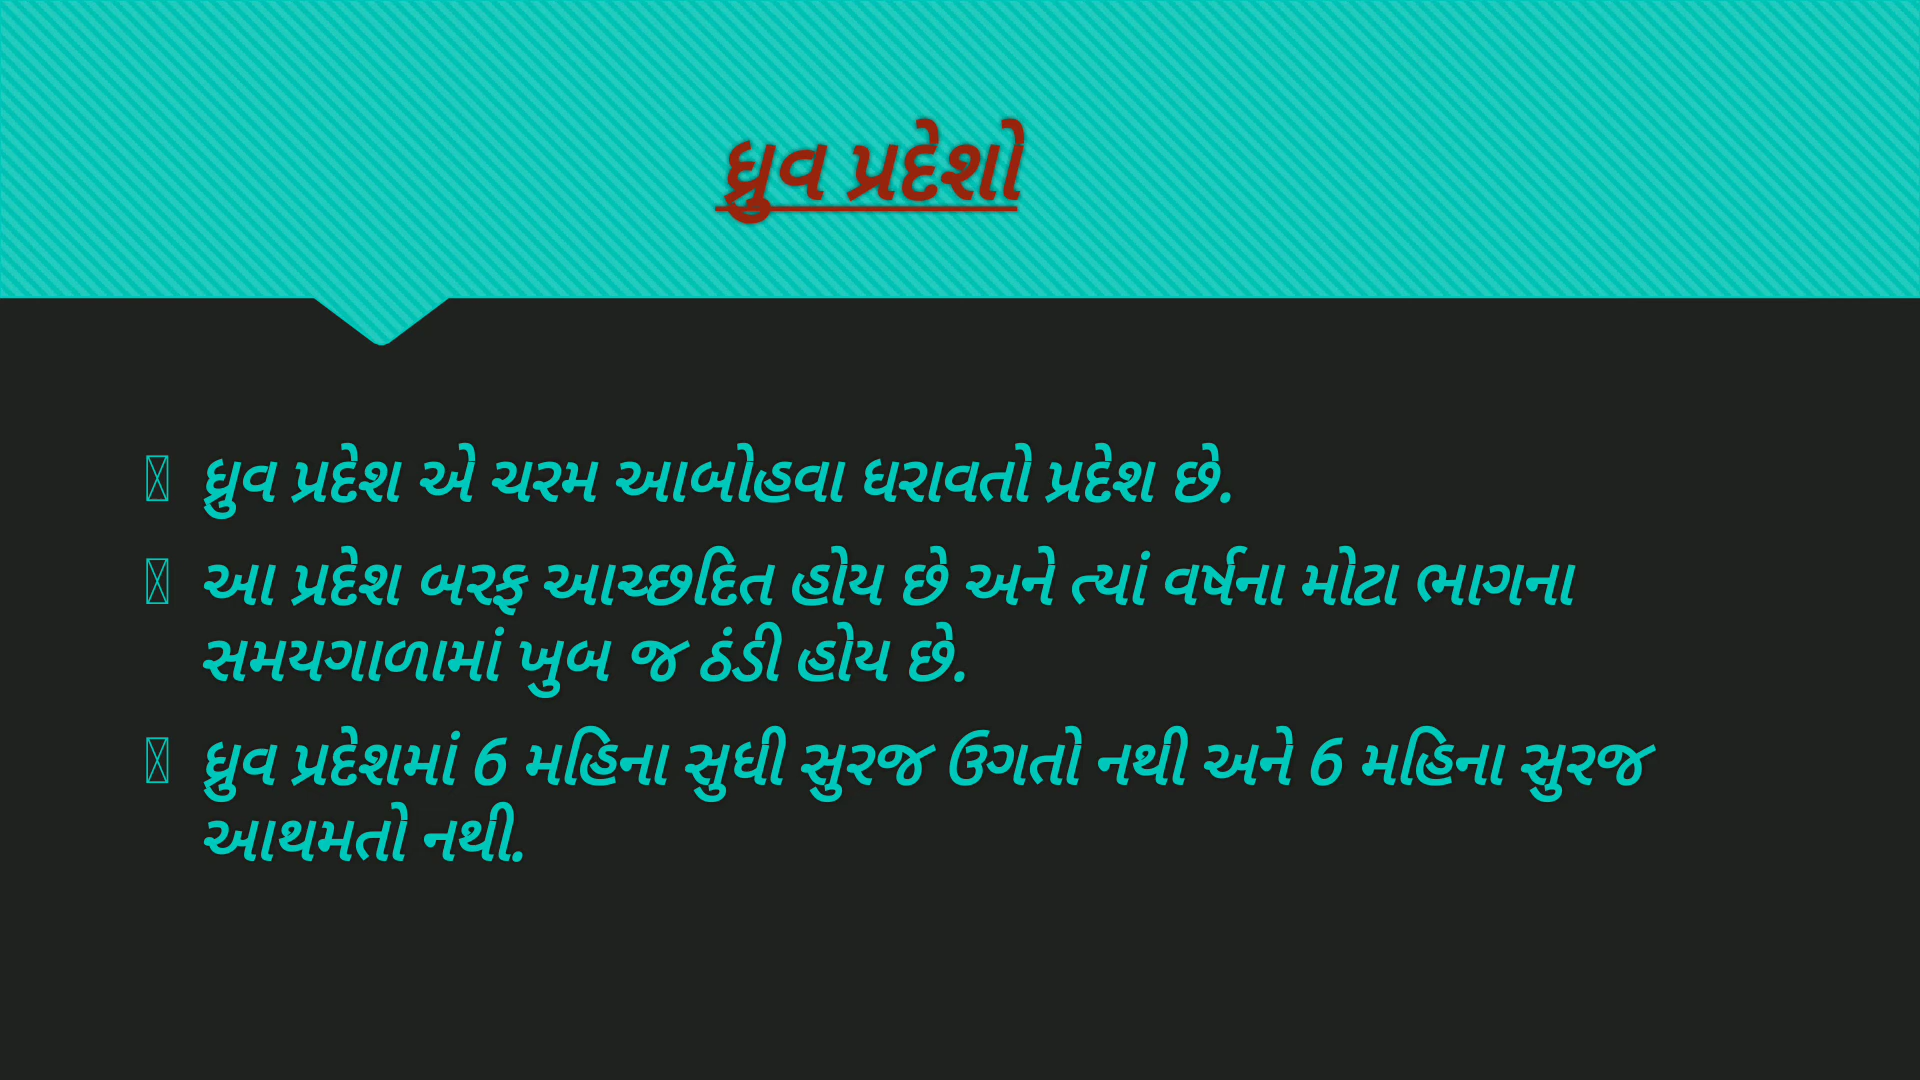 ધ્રુવ પ્રદેશો
ધ્રુવ પ્રદેશ એ ચરમ આબોહવા ધરાવતો પ્રદેશ છે.
આ પ્રદેશ બરફ આચ્છદિત હોય છે અને ત્યાં વર્ષના મોટા ભાગના
સમયગાળામાં ખુબ જ ઠંડી હોય છે.
ધ્રુવ પ્રદેશમાં 6 મહિના સુધી સુરજ ઉગતો નથી અને 6 મહિના સુરજ
આથમતો નથી.